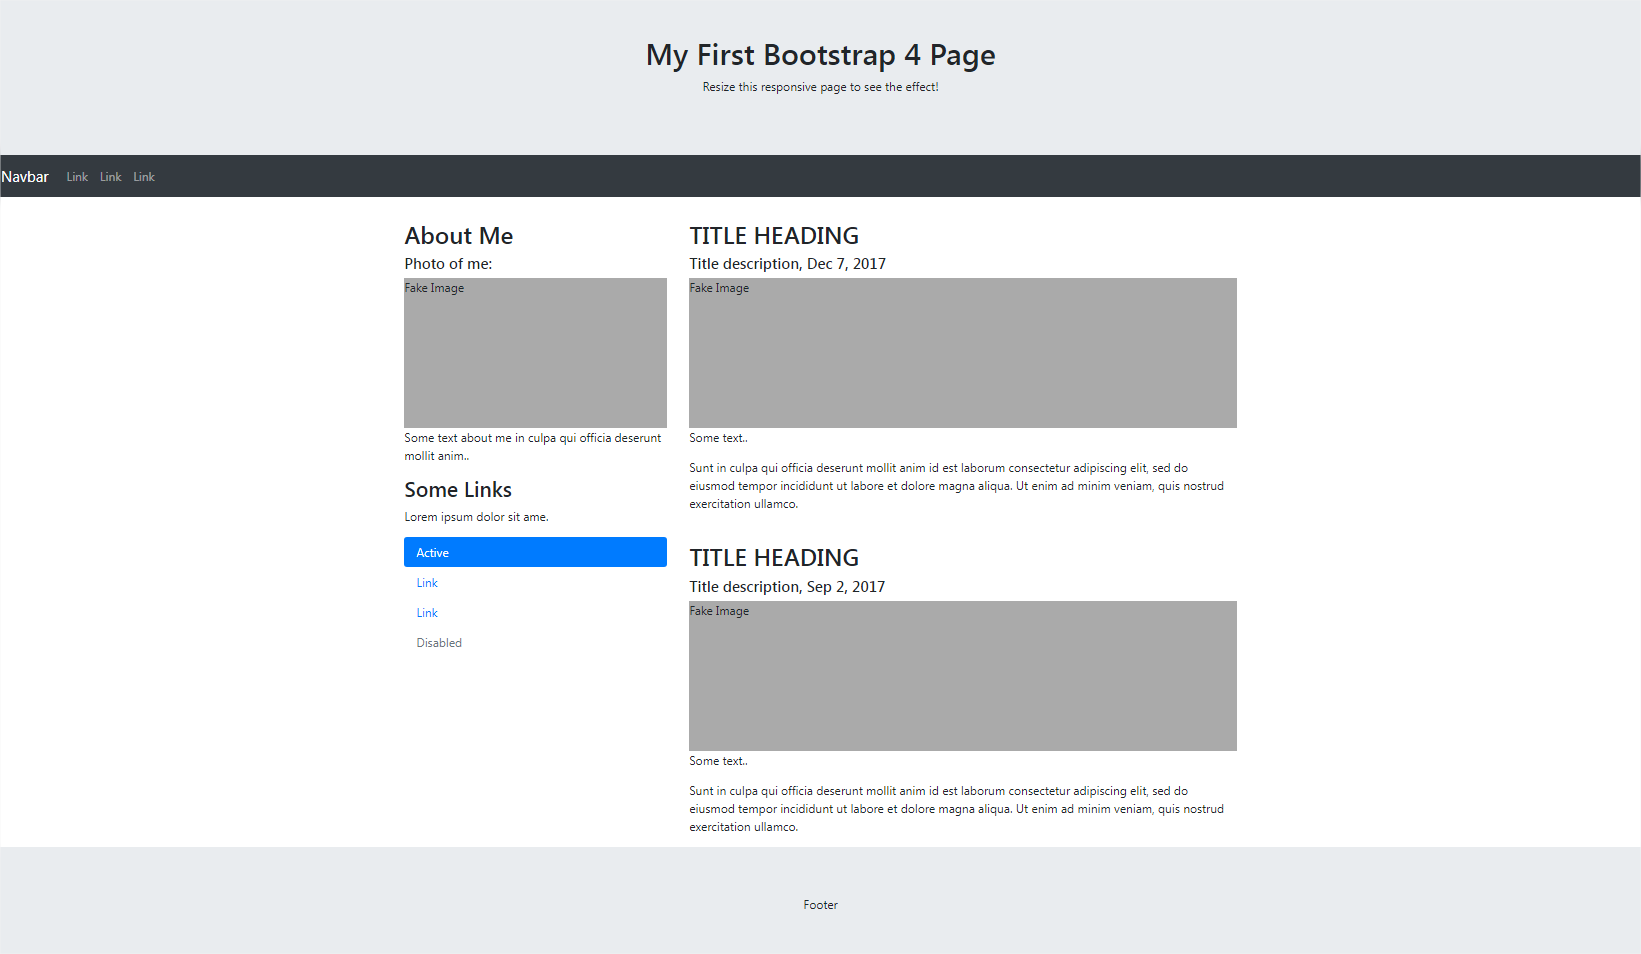 My First Bootstrap 4 Page
Resize this responsive page to see the effect!
Navbar Link Link Link
About Me
Photo of me:
Fake Image
Some text about me in culpa qui officia deserunt
mollit anim..
Some Links
Lorem ipsum dolor sit ame.
Active
Link
Link
Disabled
TITLE HEADING
Title description, Dec 7, 2017
Fake Image
Some text..
Sunt in culpa qui officia deserunt mollit anim id est laborum consectetur adipiscing elit, sed do
eiusmod tempor incididunt ut labore et dolore magna aliqua. Ut enim ad minim veniam, quis nostrud
exercitation ullamco.
TITLE HEADING
Title description, Sep 2, 2017
Fake Image
Some text..
Sunt in culpa qui officia deserunt mollit anim id est laborum consectetur adipiscing elit, sed do
eiusmod tempor incididunt ut labore et dolore magna aliqua. Ut enim ad minim veniam, quis nostrud
exercitation ullamco.
Footer